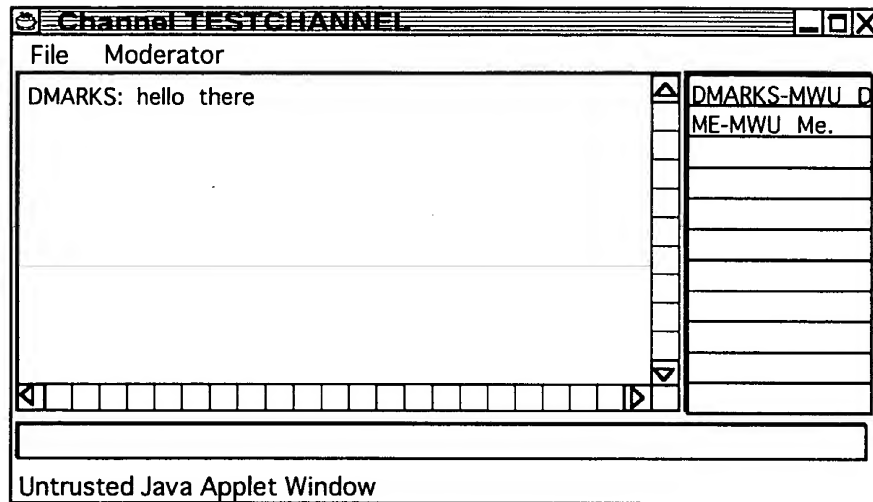 Channel TESTCHANNEL
File Moderator
DMARKS: hello there
DMARKS-MWU D
ME-MWU Me.
Untrusted Java Applet Window